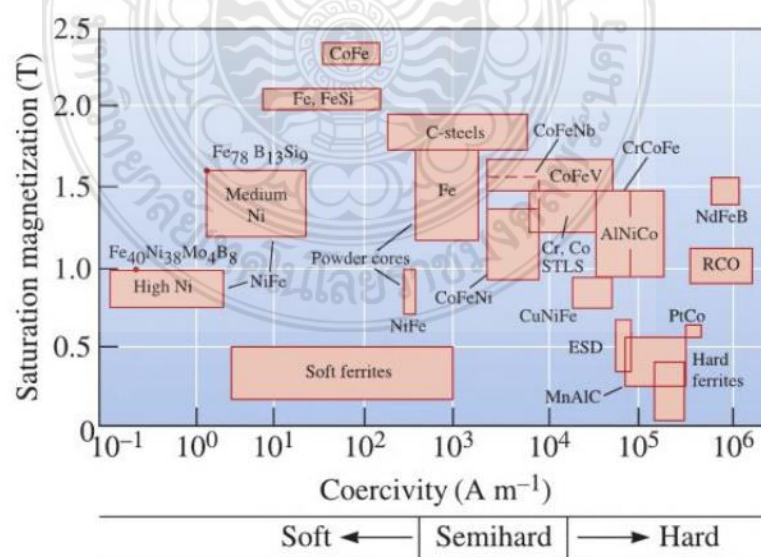 2.5
CoFe
Fe, FeSi
2.0
C-steels
CoFeNb
CrCoFe
Fe₇₈ B₁₃Si₉
CoFeV
1.5
Medium
Ni
Fe
NdFeB
AlNiCo
Cr, Co
STLS
Fe₄₀Ni₃₈Mo₄B₈
Powder cores
RCO
1.0
High Ni
NiFe
CoFeNi
NiFe
CuNiFe
PtCo
0.5
ESD
Soft ferrites
Hard
ferrites
MnAlC
0
Saturation magnetization (T)
10⁻¹ 10⁰ 10¹ 10² 10³ 10⁴ 10⁵ 10⁶
Coercivity (A m⁻¹)
Soft Semihard Hard